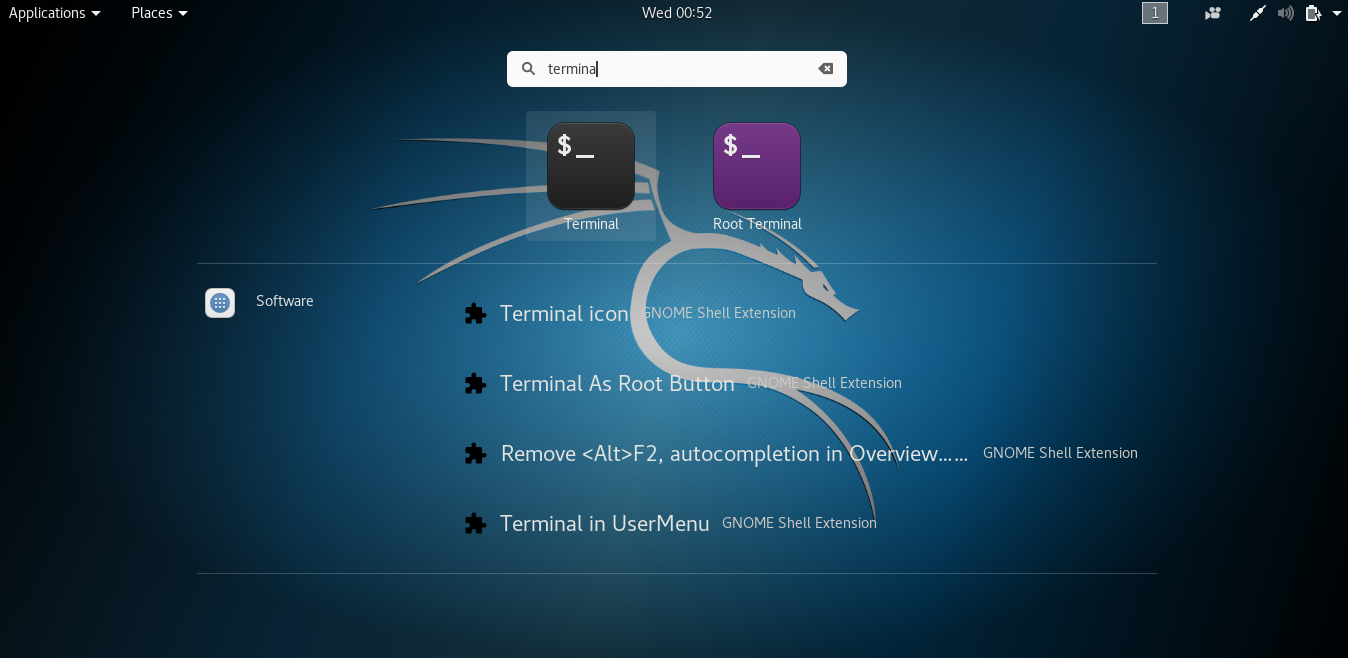 Applications Places Wed 00:52 1
termina
$_ $_
Terminal Root Terminal
Software
Terminal icon GNOME Shell Extension
Terminal As Root Button GNOME Shell Extension
Remove <Alt>F2, autocompletion in Overview…… GNOME Shell Extension
Terminal in UserMenu GNOME Shell Extension